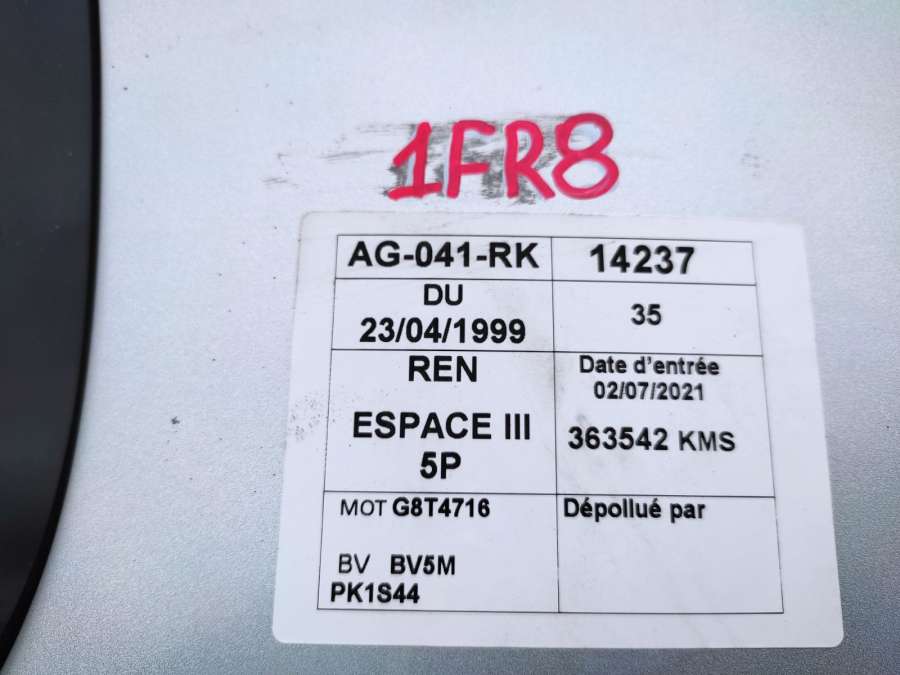 1FR8
AG-041-RK 14237
DU
23/04/1999
35
REN
ESPACE III
5P
Date d'entrée
02/07/2021
363542 KMS
MOT G8T4716
BV BV5M
PK1S44
Dépollué par